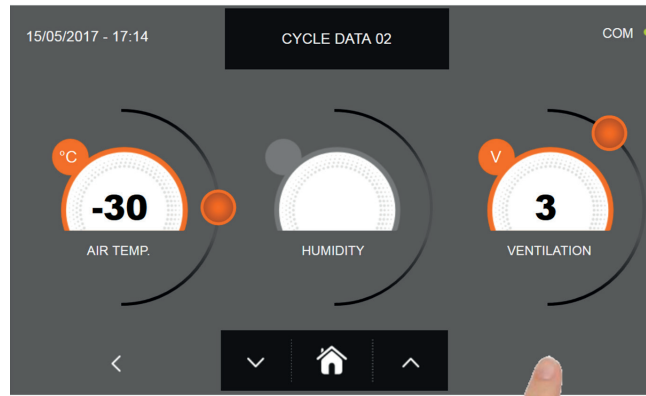 15/05/2017 - 17:14
CYCLE DATA 02
COM
°C
V
-30
3
AIR TEMP.
HUMIDITY
VENTILATION